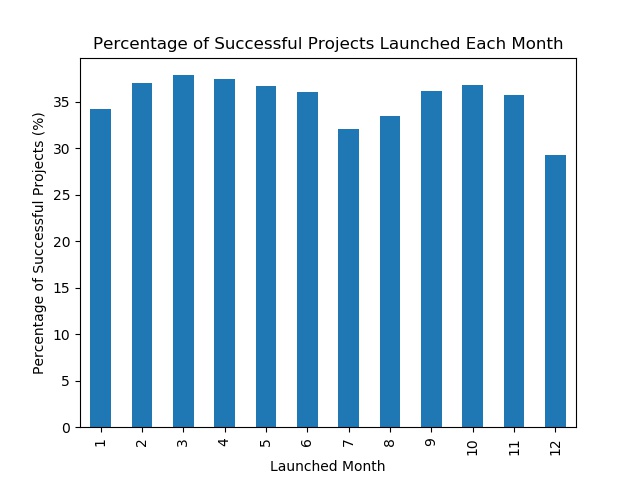 Percentage of Successful Projects Launched Each Month
Percentage of Successful Projects (%)
35
30
25
20
15
10
5
0
1 2 3 4 5 6 7 8 9 10 11 12
Launched Month